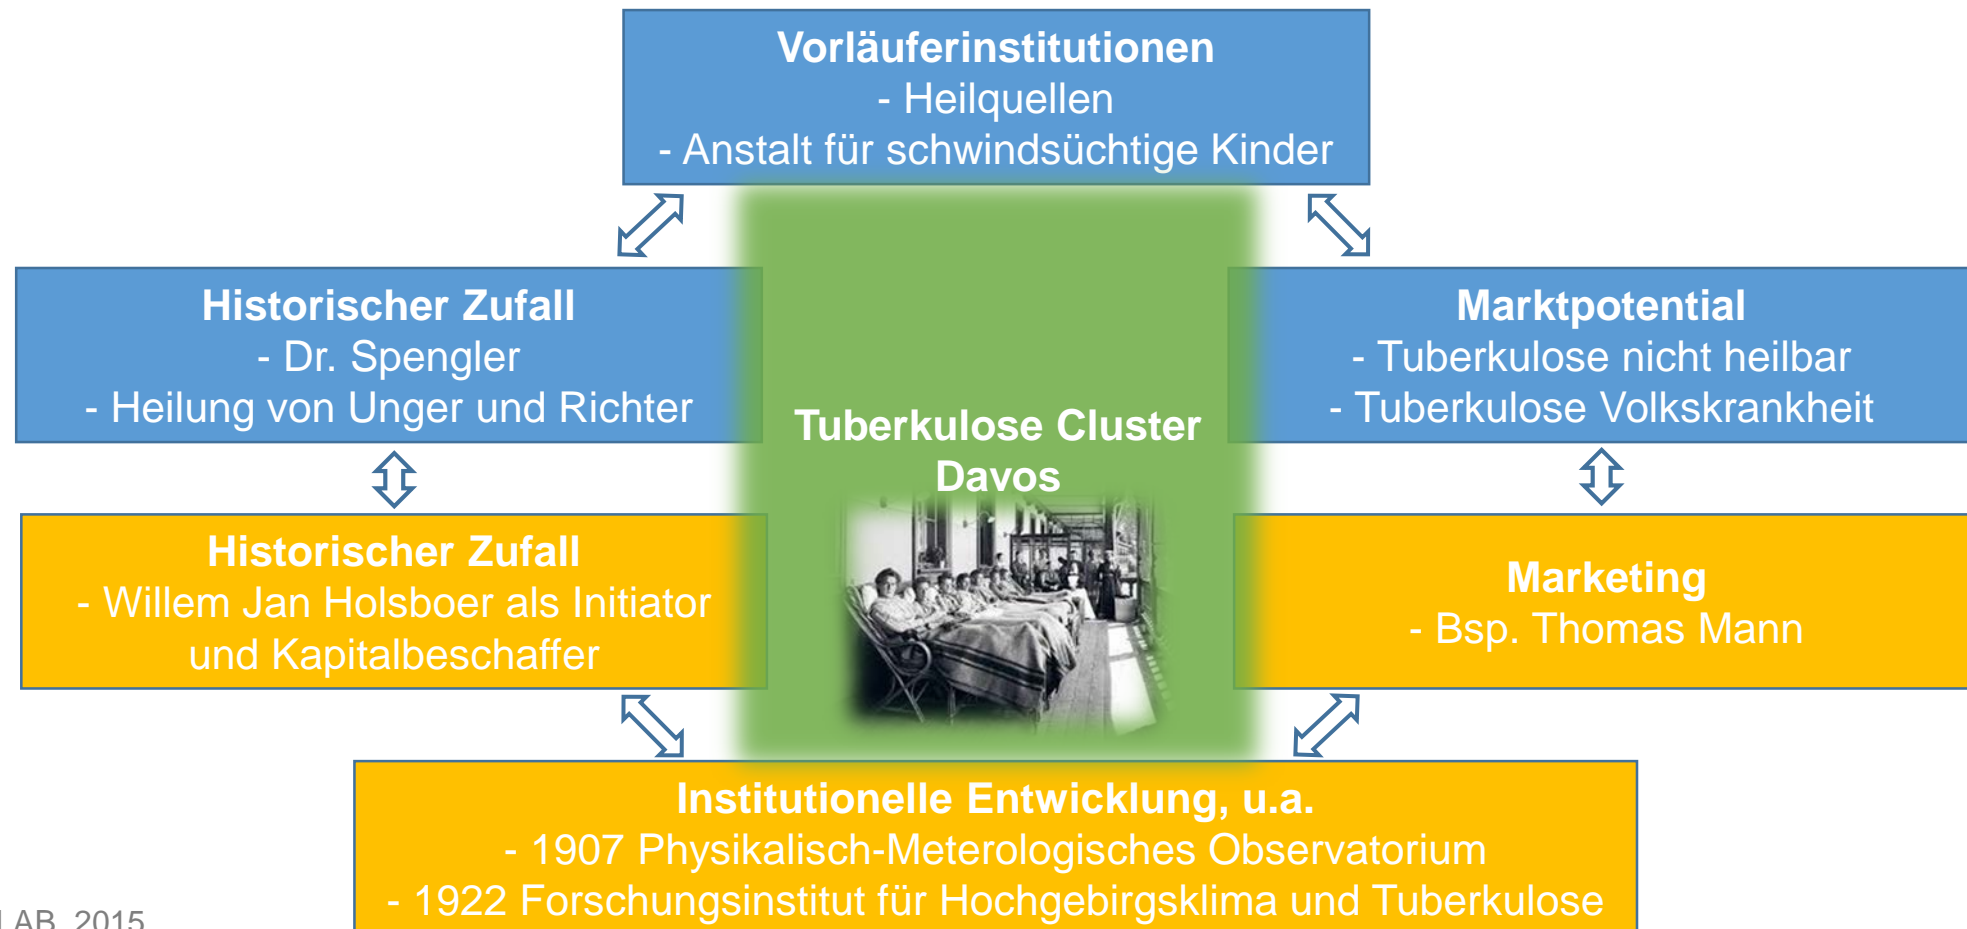 Vorläuferinstitutionen
- Heilquellen
- Anstalt für schwindsüchtige Kinder
Historischer Zufall
- Dr. Spengler
- Heilung von Unger und Richter
Marktpotential
- Tuberkulose nicht heilbar
- Tuberkulose Volkskrankheit
Tuberkulose Cluster
Davos
Historischer Zufall
- Willem Jan Holsboer als Initiator
und Kapitalbeschaffer
Marketing
- Bsp. Thomas Mann
Institutionelle Entwicklung, u.a.
- 1907 Physikalisch-Meterologisches Observatorium
- 1922 Forschungsinstitut für Hochgebirgsklima und Tuberkulose
2015